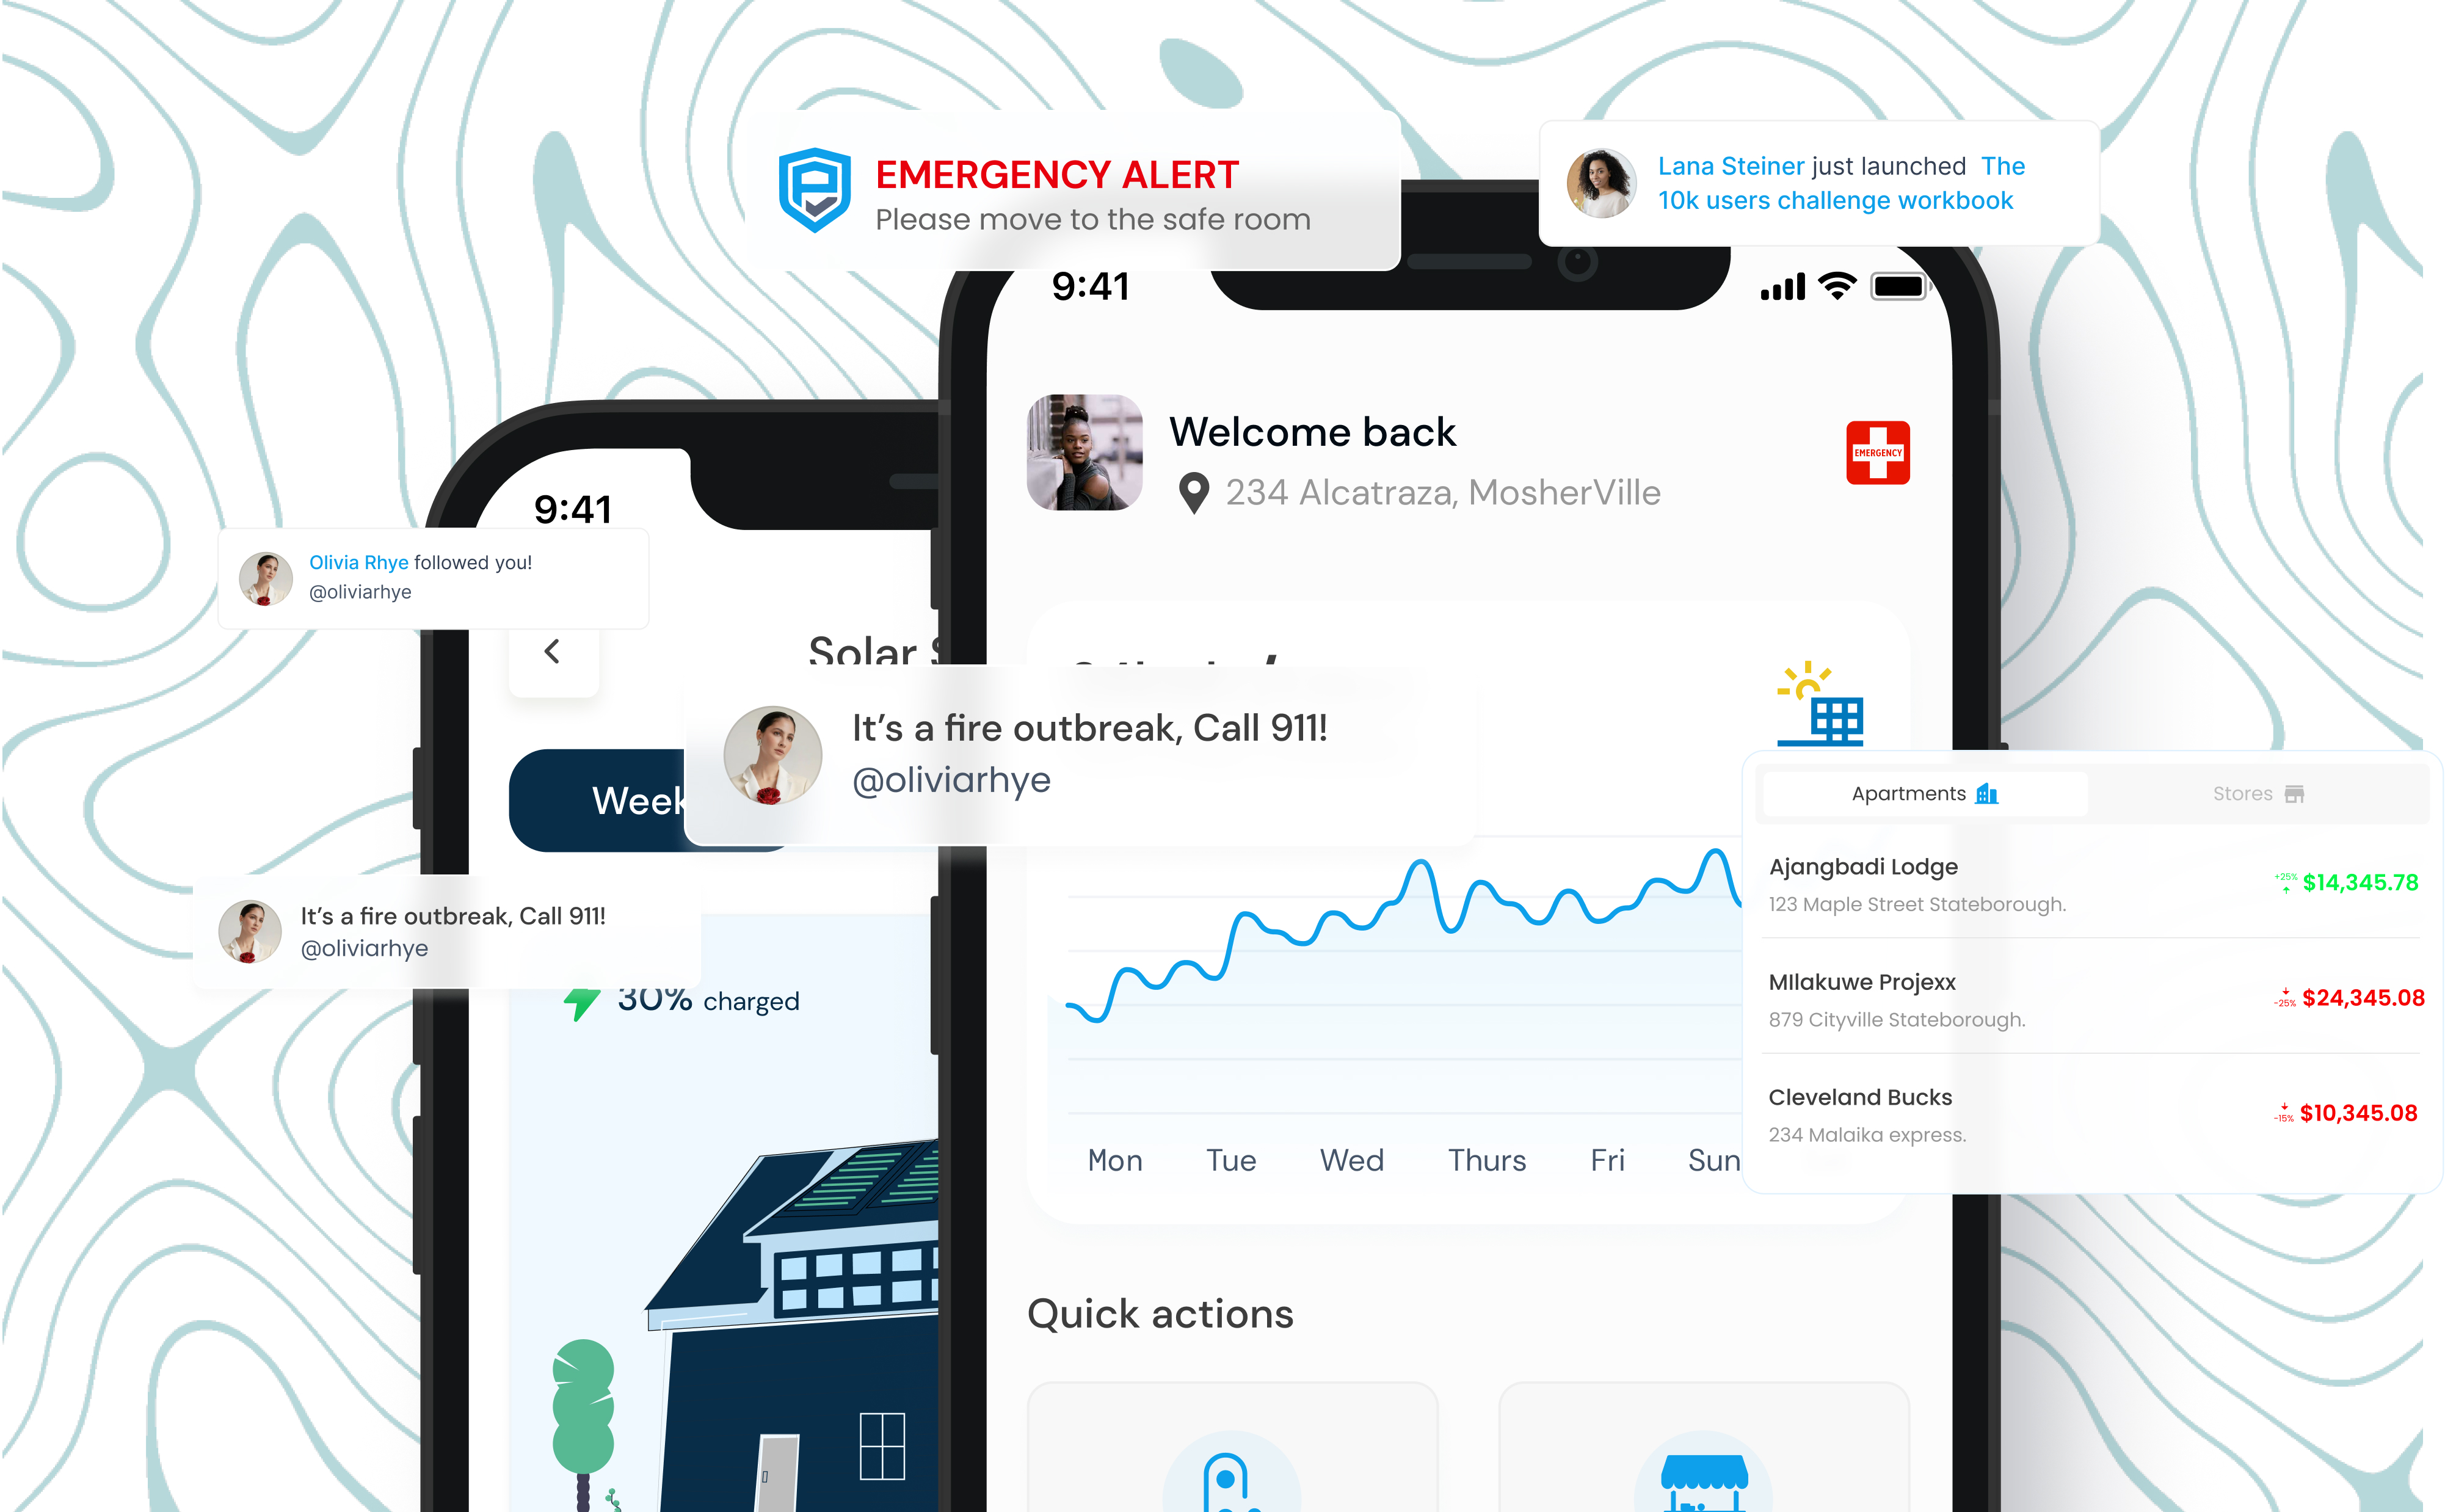 EMERGENCY ALERT
Please move to the safe room
Lana Steiner just launched The
10k users challenge workbook
9:41
Welcome back
234 Alcatraza, MosherVille
EMERGENCY
9:41
Olivia Rhye followed you!
@oliviarhye
Solar
It's a fire outbreak, Call 911!
@oliviarhye
Week
It's a fire outbreak, Call 911!
@oliviarhye
30% charged
Apartments
Stores
Ajangbadi Lodge
+25% $14,345.78
123 Maple Street Stateborough.
MIlakuwe Projexx
-25% $24,345.08
879 Cityville Stateborough.
Cleveland Bucks
-15% $10,345.08
234 Malaika express.
Mon Tue Wed Thurs Fri Sun
Quick actions